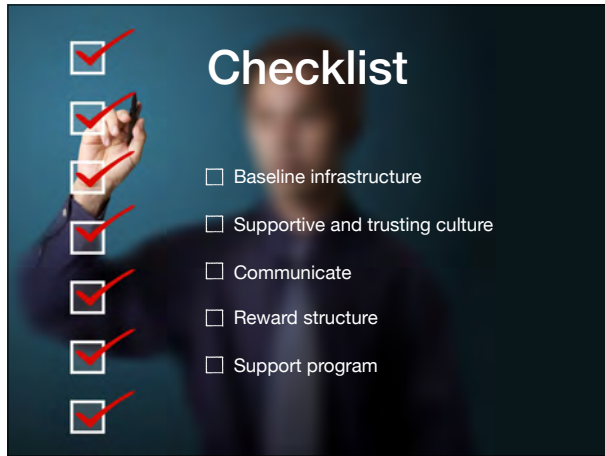 Checklist
Baseline infrastructure
Supportive and trusting culture
Communicate
Reward structure
Support program